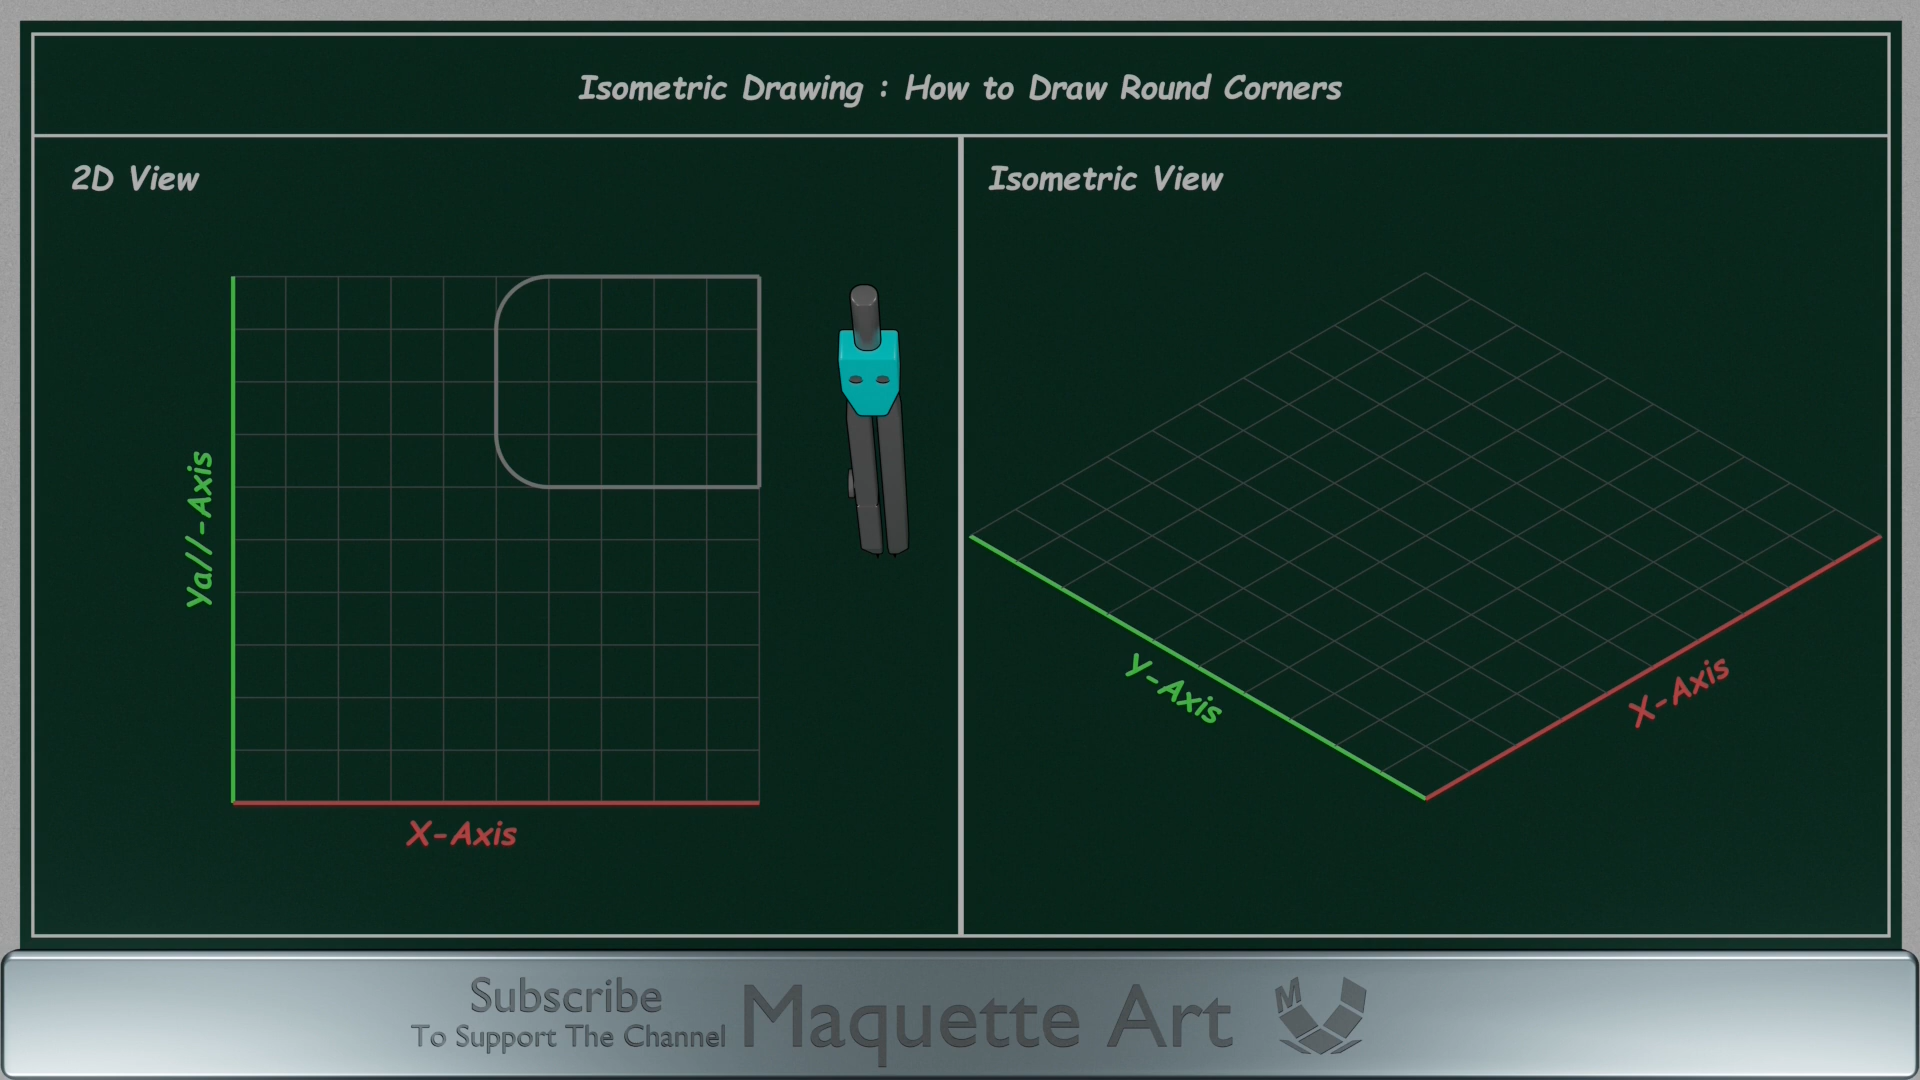 Isometric Drawing : How to Draw Round Corners
2D View
Isometric View
Ya//-Axis
X-Axis
Y-Axis
X-Axis
Subscribe
To Support The Channel
Maquette Art
M